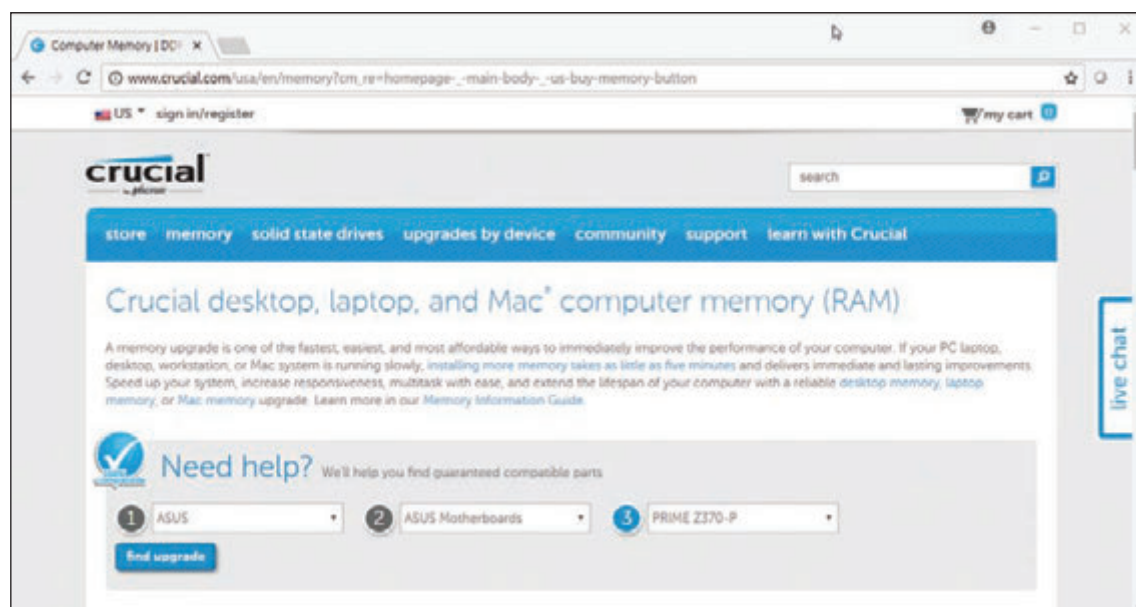 Computer Memory | DD
www.crucial.com/usa/en/memory?cm_re=homepage-_-main-body-_-us-buy-memory-button
US sign in/register
my cart 0
crucial
by Micron
search
store memory solid state drives upgrades by device community support learn with Crucial
Crucial desktop, laptop, and Mac® computer memory (RAM)
A memory upgrade is one of the fastest, easiest, and most affordable ways to immediately improve the performance of your computer. If your PC laptop,
desktop, workstation, or Mac system is running slowly, installing more memory takes as little as five minutes and delivers immediate and lasting improvements.
Speed up your system, increase responsiveness, multitask with ease, and extend the lifespan of your computer with a reliable desktop memory, laptop
memory, or Mac memory upgrade. Learn more in our Memory Information Guide.
live chat
Need help? We'll help you find guaranteed compatible parts
1 ASUS 2 ASUS Motherboards 3 PRIME Z370-P
find upgrade